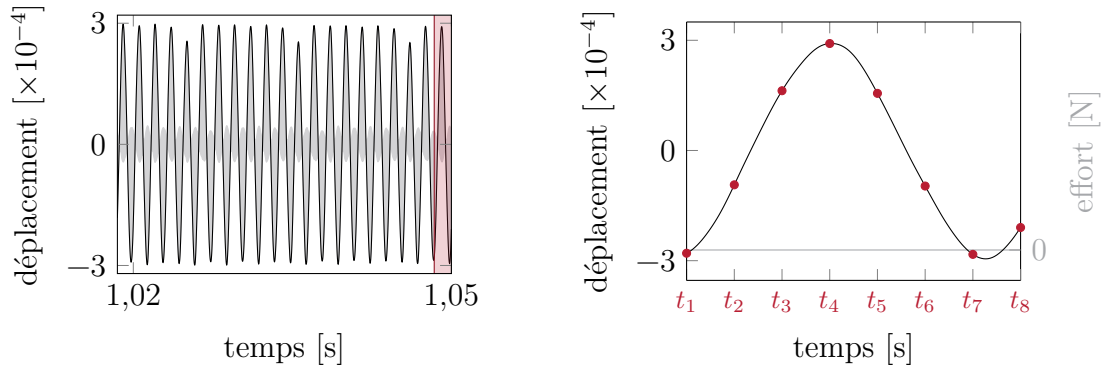 déplacement [×10⁻⁴]
3
0
−3
1,02
1,05
temps [s]
déplacement [×10⁻⁴]
3
0
−3
t₁ t₂ t₃ t₄ t₅ t₆ t₇ t₈
temps [s]
0
effort [N]